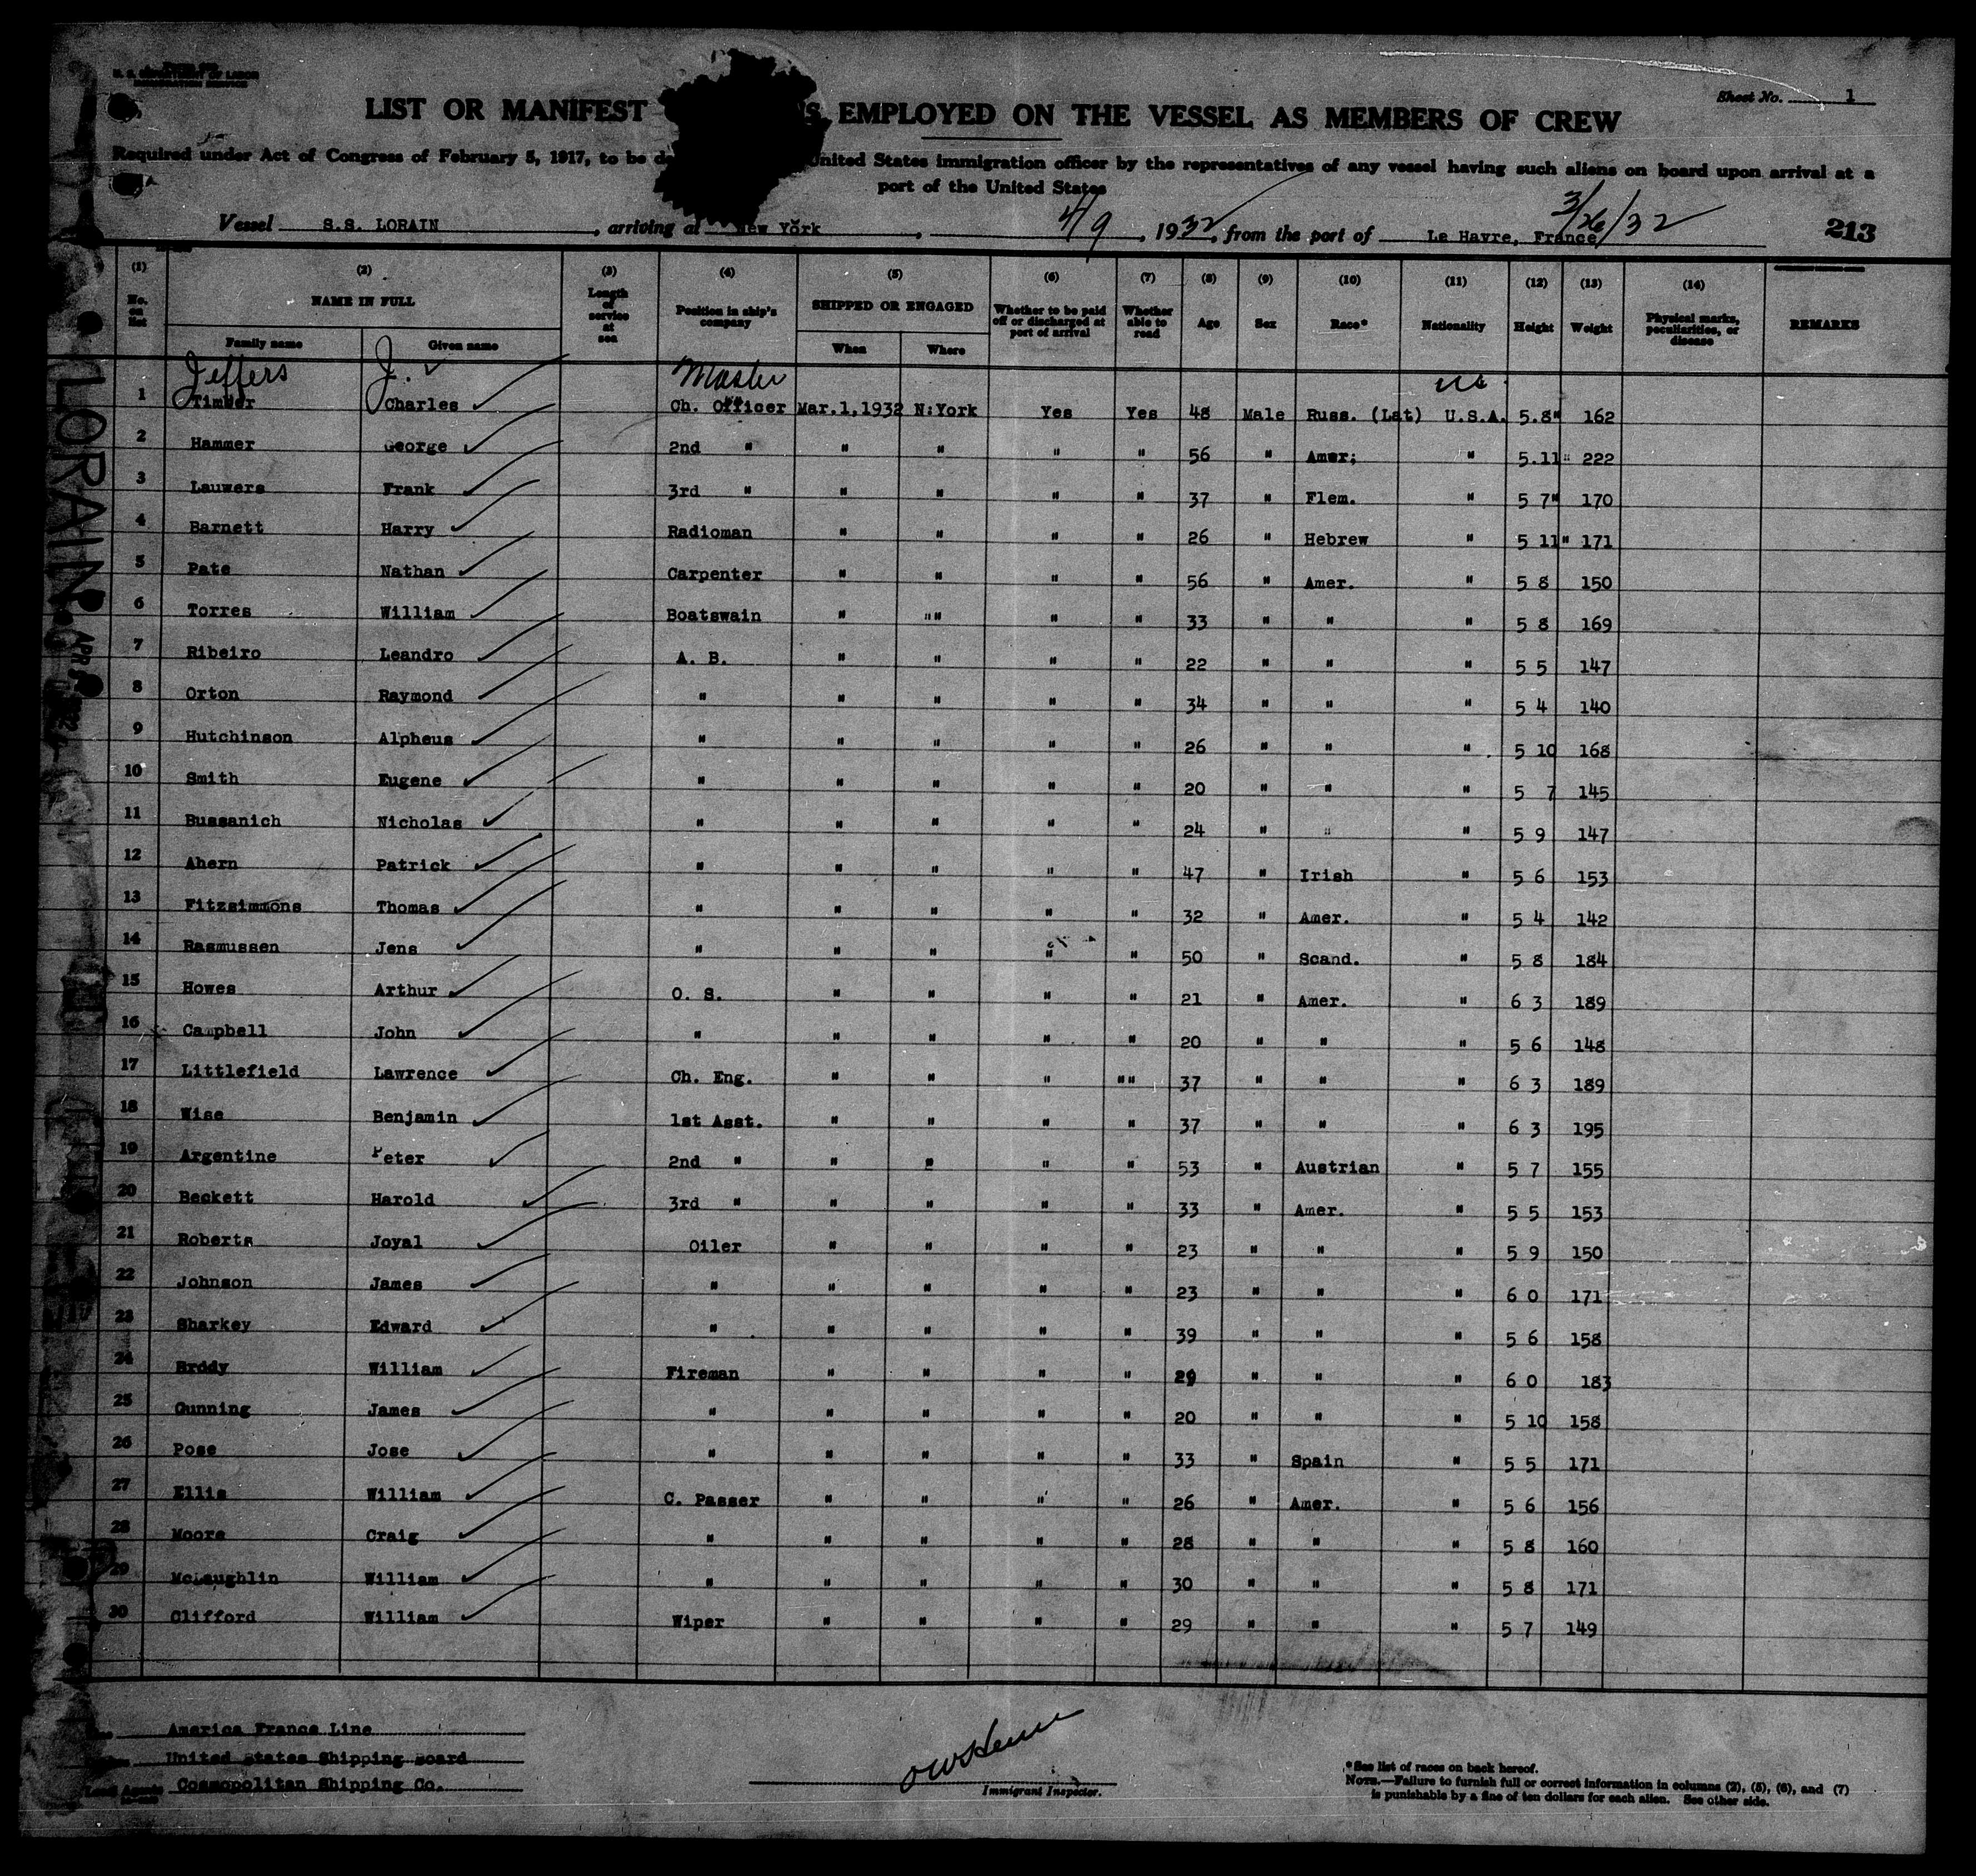 U. S. DEPARTMENT OF LABOR
IMMIGRATION SERVICE
Sheet No. 1
LIST OR MANIFEST S EMPLOYED ON THE VESSEL AS MEMBERS OF CREW
Required under Act of Congress of February 5, 1917, to be de United States immigration officer by the representatives of any vessel having such aliens on board upon arrival at a
port of the United States
Vessel S.S. LORAIN, arriving at New York, 4/9, 1932, from the port of Le Havre, France 3/26/32
213
LORAIN
(1) (2) (3) (4) (5) (6) (7) (8) (9) (10) (11) (12) (13) (14)
No. on list NAME IN FULL Length of service at sea Position in ship's company SHIPPED OR ENGAGED Whether to be paid off or discharged at port of arrival Whether able to read Age Sex Race* Nationality Height Weight Physical marks, peculiarities, or disease REMARKS
Family name Given name When Where
Jeffers J. Master U.S.
1 Timmer Charles Ch. Officer Mar.1,1932 N:York Yes Yes 48 Male Russ. (Lat) U.S.A. 5.8" 162
2 Hammer George 2nd " " " " " 56 " Amer; " 5.11" 222
3 Lauwers Frank 3rd " " " " " 37 " Flem. " 5 7" 170
4 Barnett Harry Radioman " " " " 26 " Hebrew " 5 11" 171
5 Pate Nathan Carpenter " " " " 56 " Amer. " 5 8 150
6 Torres William Boatswain " "" " " 33 " " " 5 8 169
7 Ribeiro Leandro A. B. " " " " 22 " " " 5 5 147
8 Orton Raymond " " " " " 34 " " " 5 4 140
9 Hutchinson Alpheus " " " " " 26 " " " 5 10 168
10 Smith Eugene " " " " " 20 " " " 5 7 145
11 Bussanich Nicholas " " " " " 24 " " " 5 9 147
12 Ahern Patrick " " " " " 47 " Irish " 5 6 153
13 Fitzsimmons Thomas " " " " " 32 " Amer. " 5 4 142
14 Rasmussen Jens " " " " " 50 " Scand. " 5 8 184
15 Howes Arthur O. S. " " " " 21 " Amer. " 6 3 189
16 Campbell John " " " " " 20 " " " 5 6 148
17 Littlefield Lawrence Ch. Eng. " " " "" 37 " " " 6 3 189
18 Wise Benjamin 1st Asst. " " " " 37 " " " 6 3 195
19 Argentine Peter 2nd " " " " " 53 " Austrian " 5 7 155
20 Beckett Harold 3rd " " " " " 33 " Amer. " 5 5 153
21 Roberts Joyal Oiler " " " " 23 " " " 5 9 150
22 Johnson James " " " " " 23 " " " 6 0 171
23 Sharkey Edward " " " " " 39 " " " 5 6 158
24 Brody William Fireman " " " " 29 " " " 6 0 183
25 Gunning James " " " " " 20 " " " 5 10 158
26 Pose Jose " " " " " 33 " Spain " 5 5 171
27 Ellis William C. Passer " " " " 26 " Amer. " 5 6 156
28 Moore Craig " " " " " 28 " " " 5 8 160
29 McLaughlin William " " " " " 30 " " " 5 8 171
30 Clifford William Wiper " " " " 29 " " " 5 7 149
America France Line
United States Shipping Board
Local Agents Cosmopolitan Shipping Co.
Immigrant Inspector.
*See list of races on back hereof.
NOTE.—Failure to furnish full or correct information in columns (2), (5), (6), and (7)
is punishable by a fine of ten dollars for each alien. See other side.